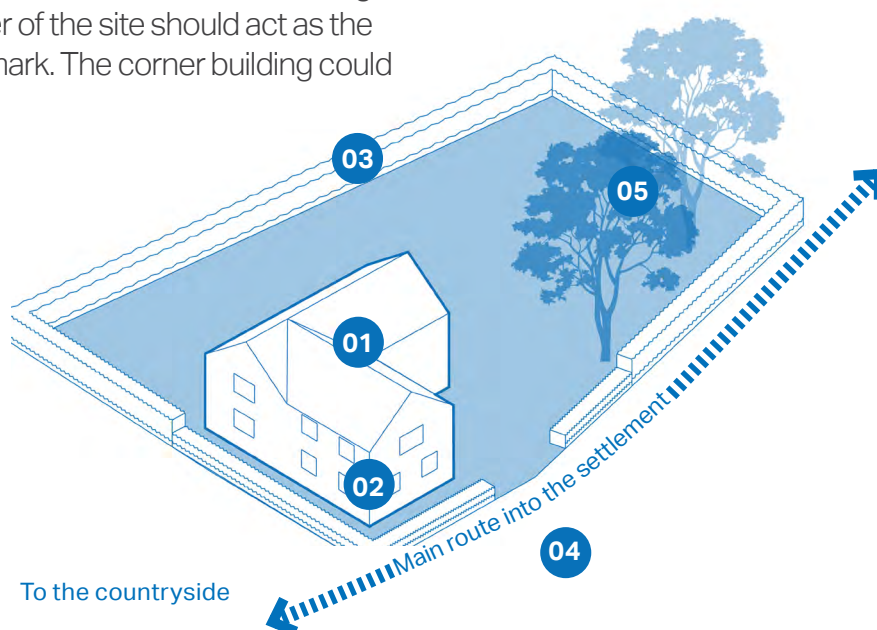 er of the site should act as the
mark. The corner building could
03
05
01
02
Main route into the settlement
04
To the countryside